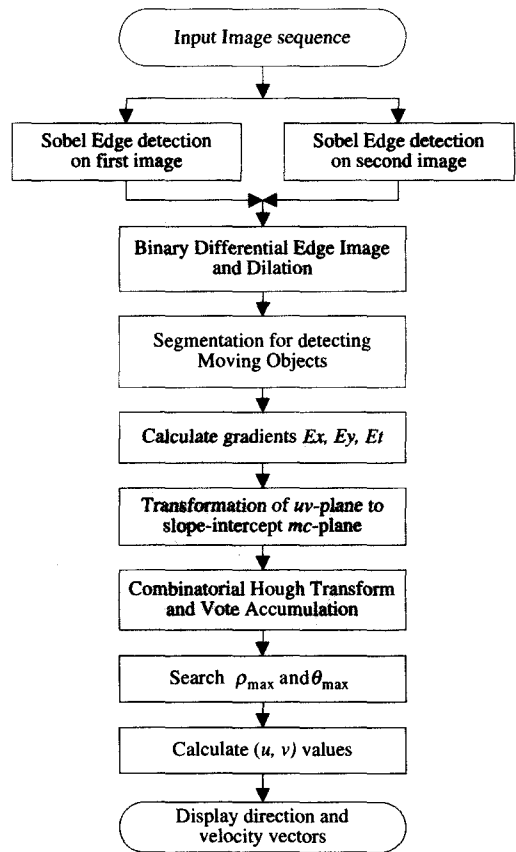 Input Image sequence
Sobel Edge detection
on first image
Sobel Edge detection
on second image
Binary Differential Edge Image
and Dilation
Segmentation for detecting
Moving Objects
Calculate gradients Ex, Ey, Et
Transformation of uv-plane to
slope-intercept mc-plane
Combinatorial Hough Transform
and Vote Accumulation
Search ρmax and θmax
Calculate (u, v) values
Display direction and
velocity vectors